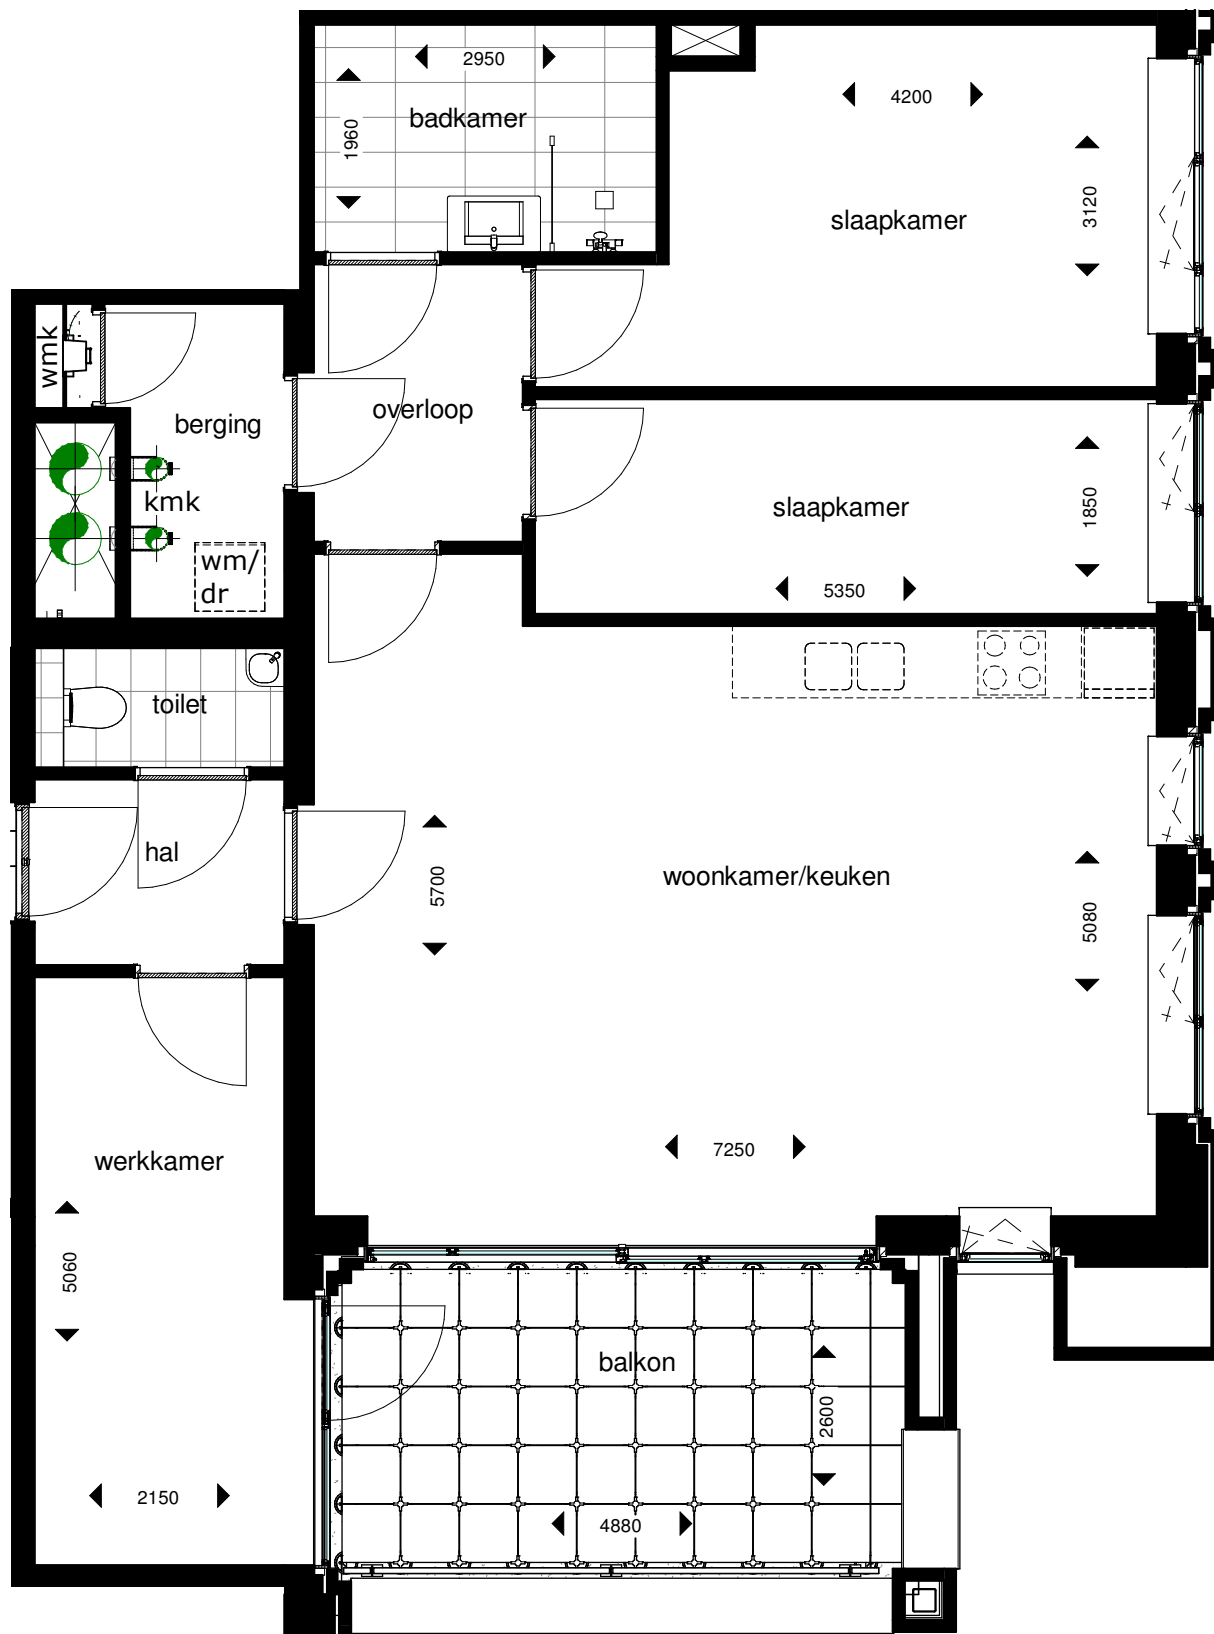 2950
badkamer
1960
4200
3120
slaapkamer
wmk
berging
overloop
kmk
wm/
dr
slaapkamer
1850
5350
toilet
hal
5700
woonkamer/keuken
5080
7250
werkkamer
5060
2150
balkon
2600
4880